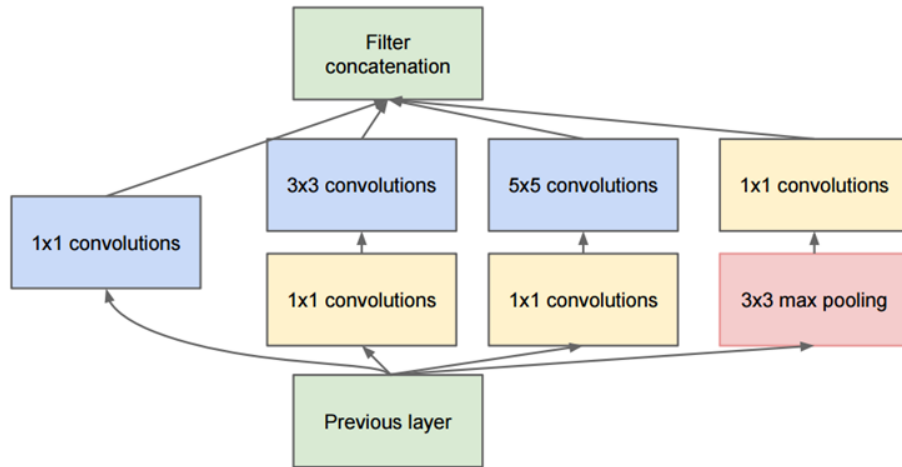 Filter
concatenation
3x3 convolutions
5x5 convolutions
1x1 convolutions
1x1 convolutions
1x1 convolutions
1x1 convolutions
3x3 max pooling
Previous layer